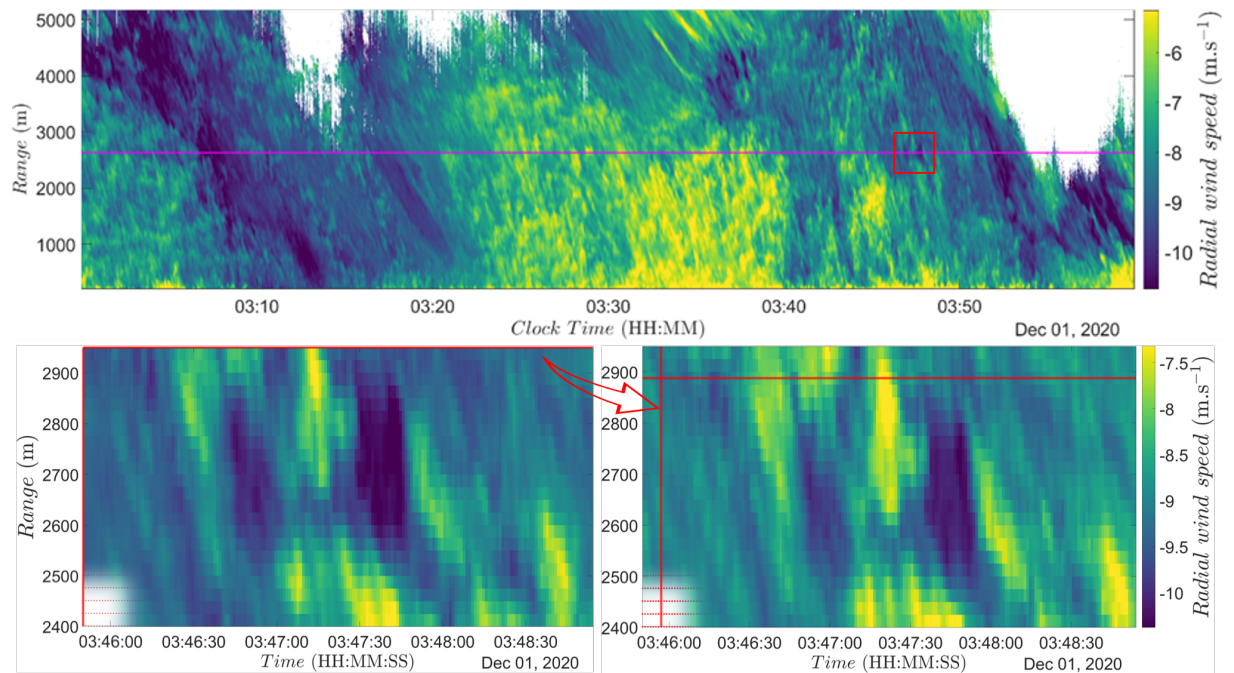 5000
4000
3000
2000
1000
Range (m)
03:10 03:20 03:30 03:40 03:50
Clock Time (HH:MM)
Dec 01, 2020
-6
-7
-8
-9
-10
Radial wind speed (m.s−1)
2900
2800
2700
2600
2500
2400
Range (m)
03:46:00 03:46:30 03:47:00 03:47:30 03:48:00 03:48:30
Time (HH:MM:SS)
Dec 01, 2020
2900
2800
2700
2600
2500
2400
03:46:00 03:46:30 03:47:00 03:47:30 03:48:00 03:48:30
Time (HH:MM:SS)
Dec 01, 2020
-7.5
-8
-8.5
-9
-9.5
-10
Radial wind speed (m.s−1)